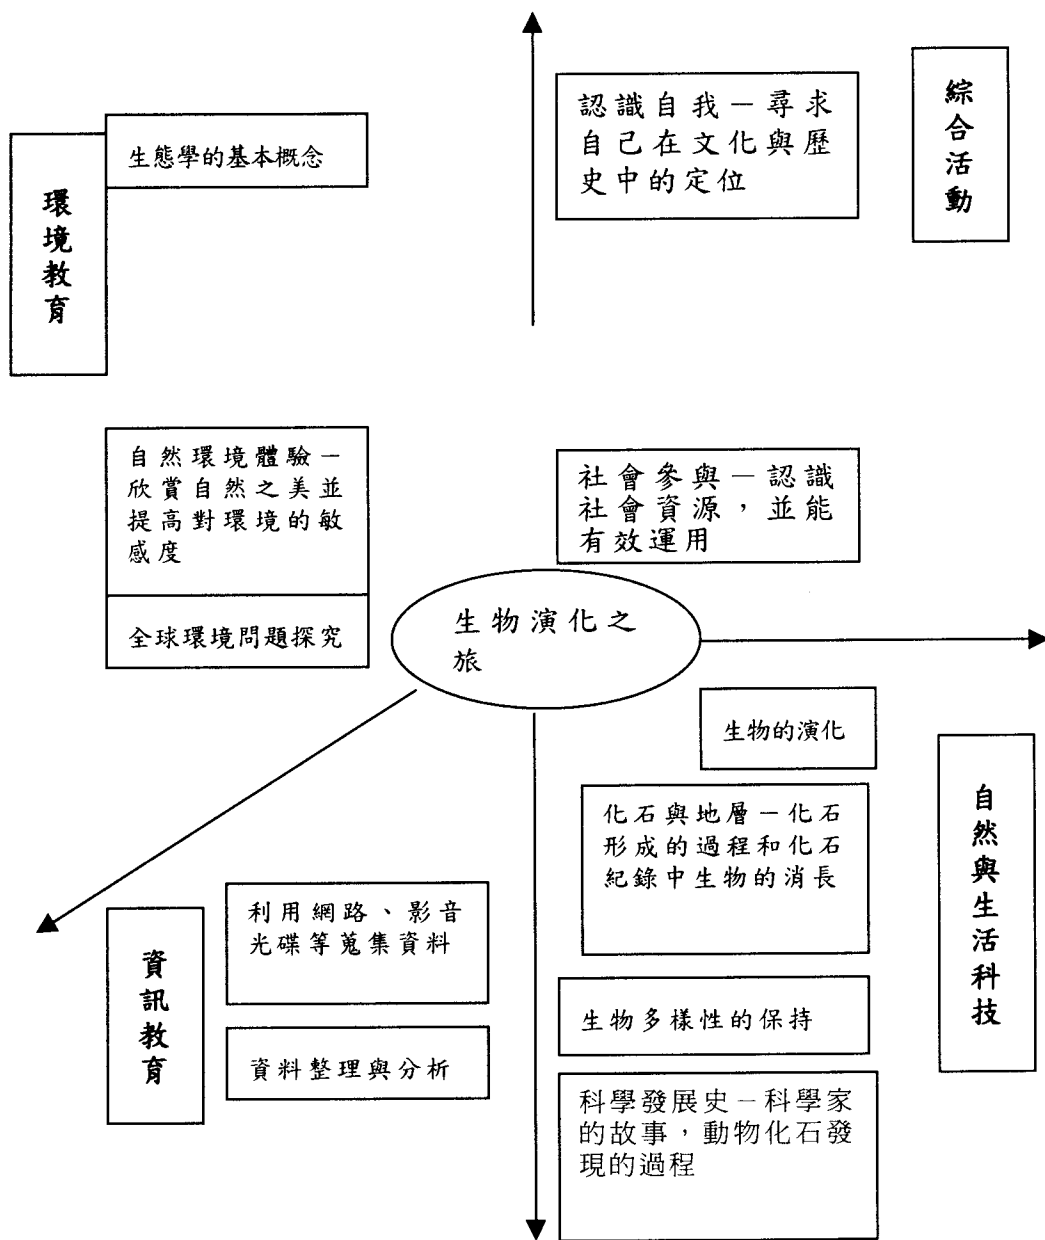 綜合活動
認識自我－尋求
自己在文化與歷
史中的定位
環境教育
生態學的基本概念
自然環境體驗－
欣賞自然之美並
提高對環境的敏
感度
全球環境問題探究
社會參與－認識
社會資源，並能
有效運用
生物演化之
旅
生物的演化
自然與生活科技
化石與地層－化石
形成的過程和化石
紀錄中生物的消長
生物多樣性的保持
科學發展史－科學家
的故事，動物化石發
現的過程
資訊教育
利用網路、影音
光碟等蒐集資料
資料整理與分析